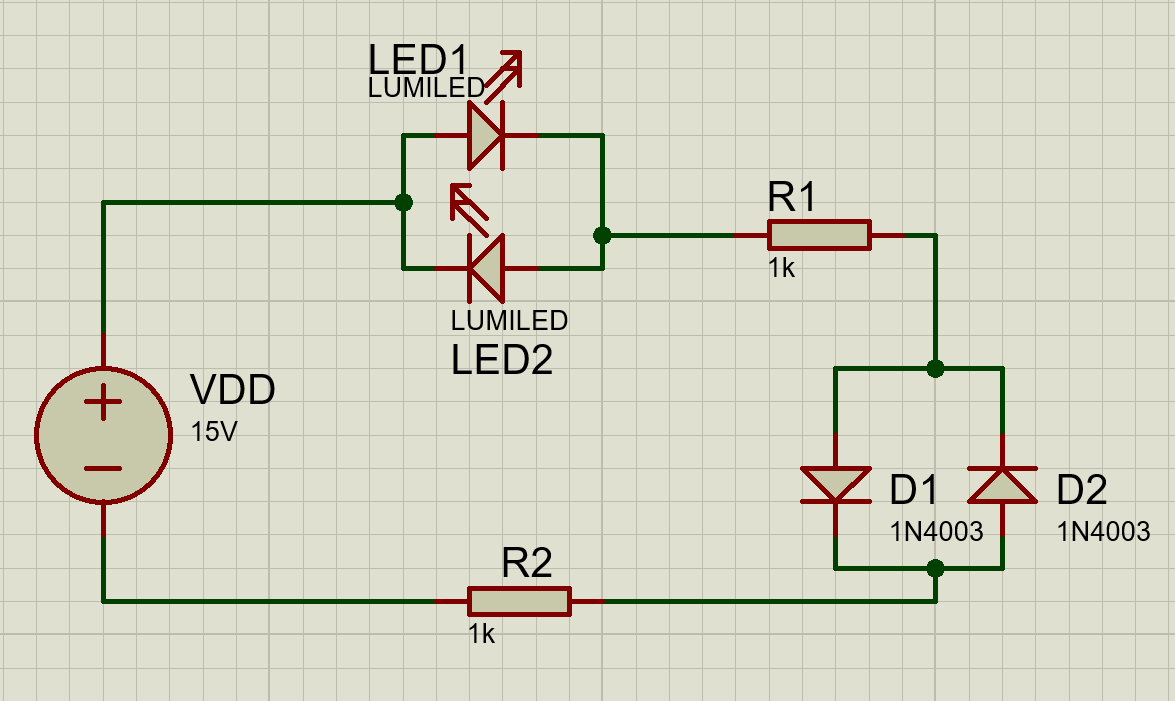 LED1
LUMILED
R1
1k
LUMILED
LED2
VDD
15V
D1
1N4003
D2
1N4003
R2
1k